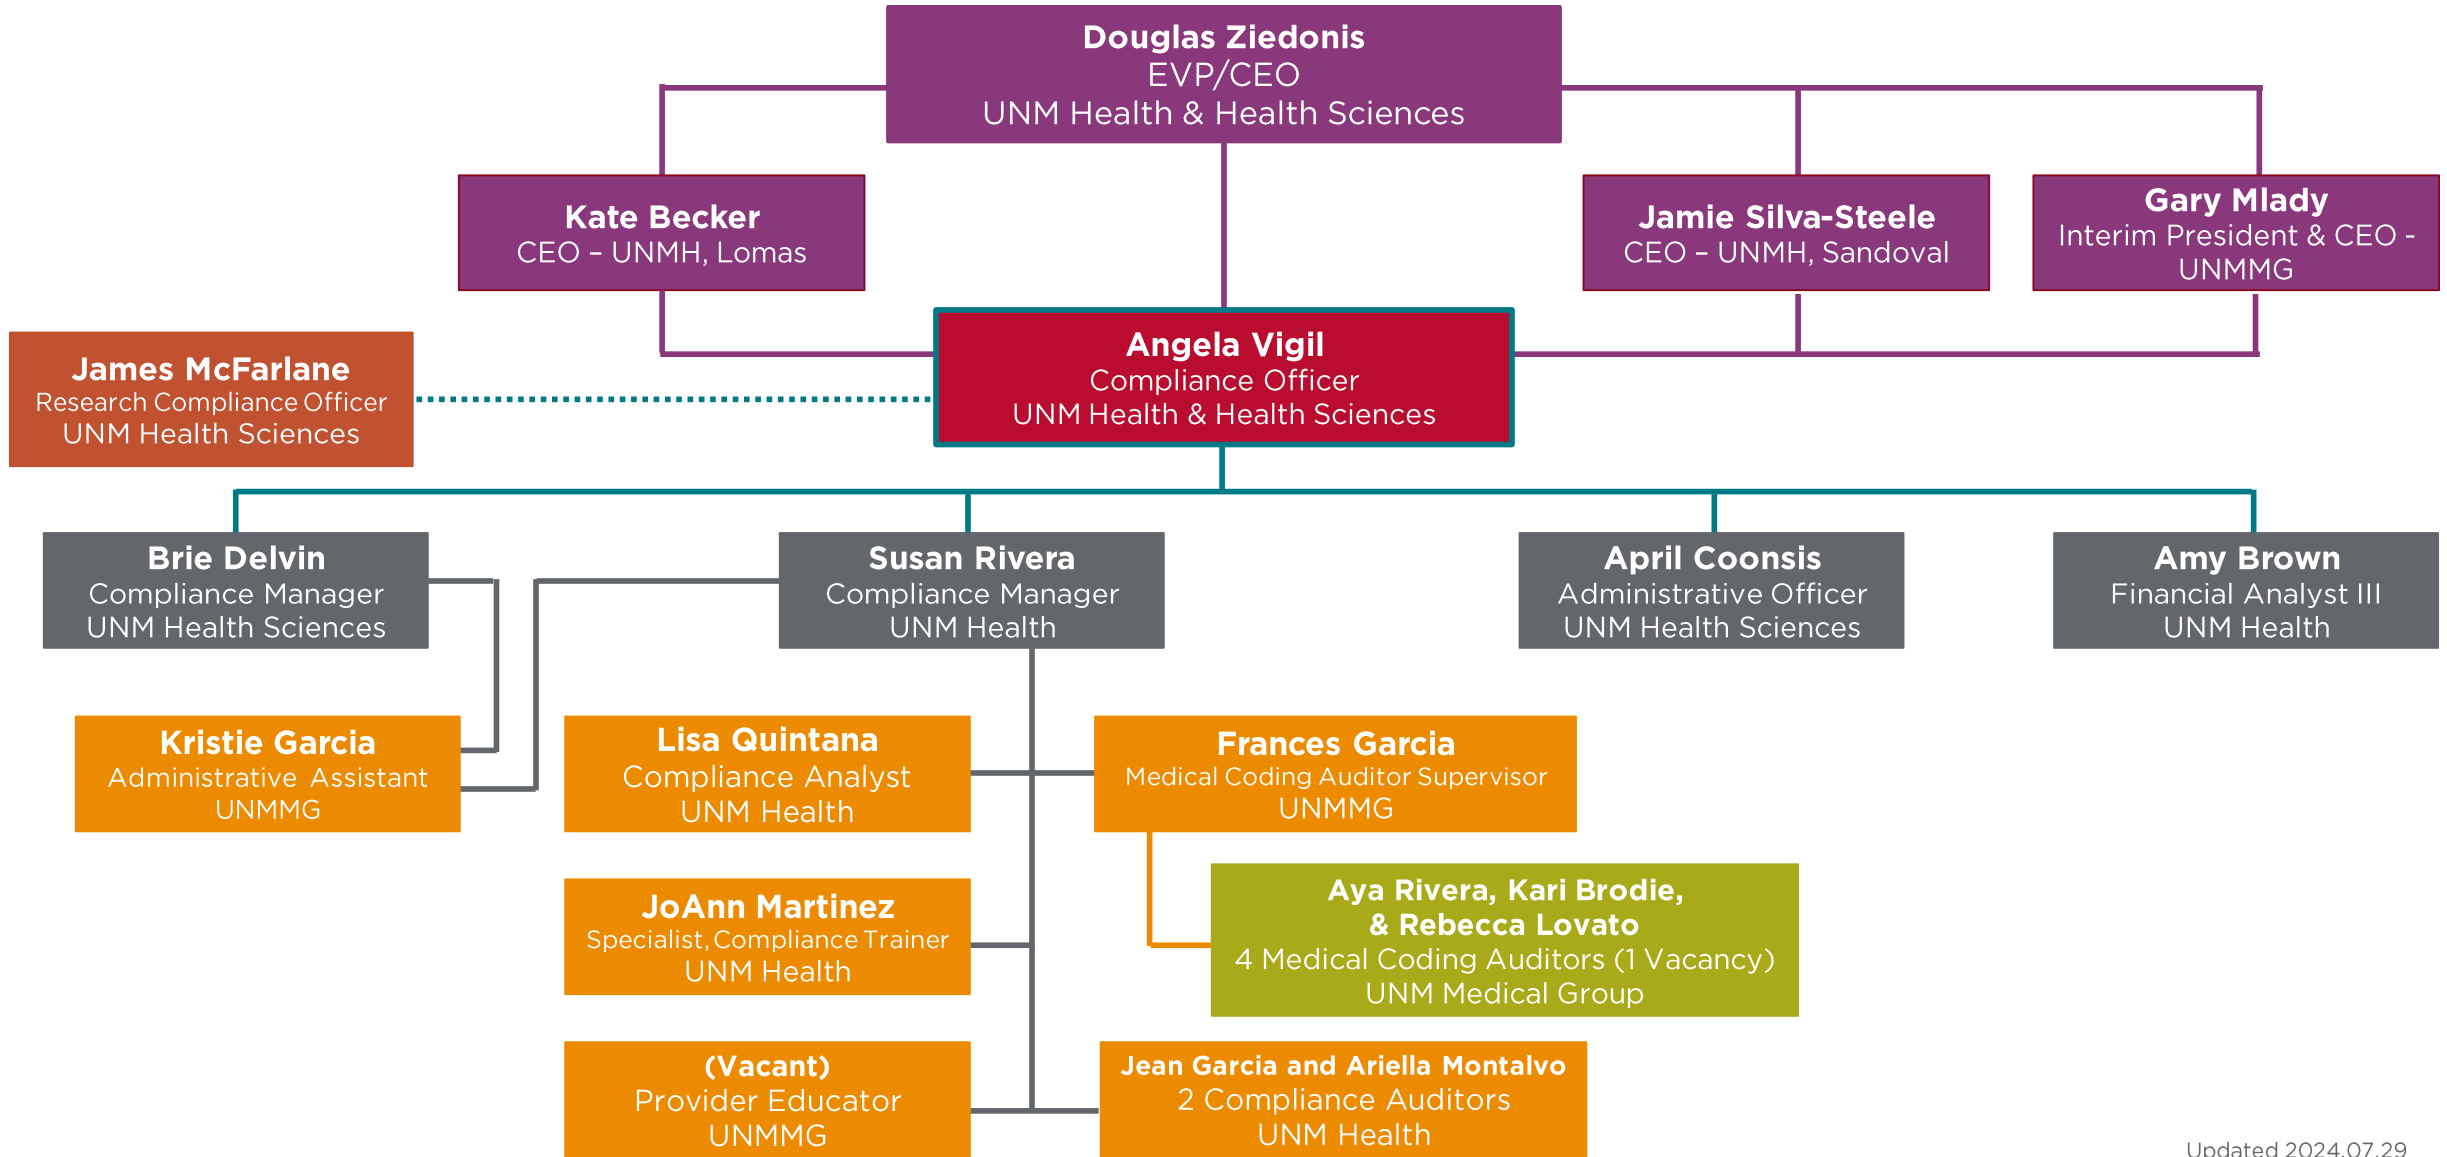 Douglas Ziedonis
EVP/CEO
UNM Health & Health Sciences
Kate Becker
CEO – UNMH, Lomas
Jamie Silva-Steele
CEO – UNMH, Sandoval
Gary Mlady
Interim President & CEO -
UNMMG
James McFarlane
Research Compliance Officer
UNM Health Sciences
Angela Vigil
Compliance Officer
UNM Health & Health Sciences
Brie Delvin
Compliance Manager
UNM Health Sciences
Susan Rivera
Compliance Manager
UNM Health
April Coonsis
Administrative Officer
UNM Health Sciences
Amy Brown
Financial Analyst III
UNM Health
Kristie Garcia
Administrative Assistant
UNMMG
Lisa Quintana
Compliance Analyst
UNM Health
Frances Garcia
Medical Coding Auditor Supervisor
UNMMG
JoAnn Martinez
Specialist, Compliance Trainer
UNM Health
Aya Rivera, Kari Brodie,
& Rebecca Lovato
4 Medical Coding Auditors (1 Vacancy)
UNM Medical Group
(Vacant)
Provider Educator
UNMMG
Jean Garcia and Ariella Montalvo
2 Compliance Auditors
UNM Health
Updated 2024.07.29